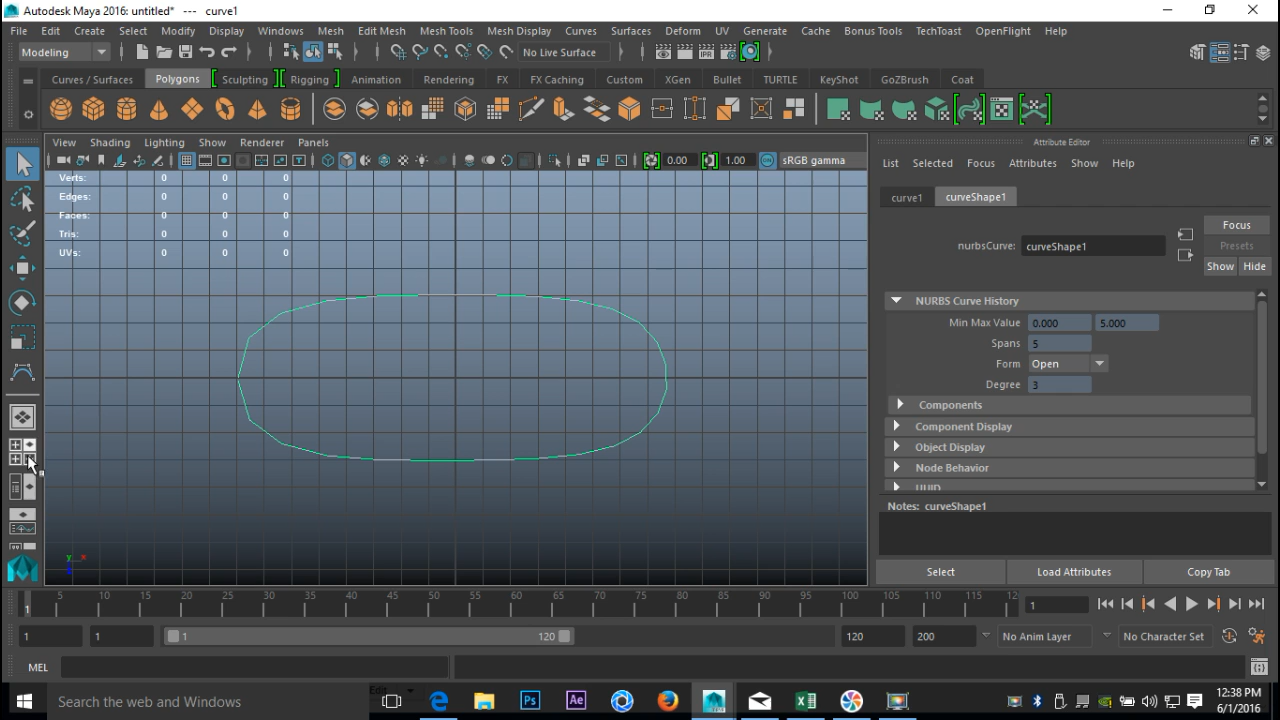 Autodesk Maya 2016: untitled* --- curve1
File Edit Create Select Modify Display Windows Mesh Edit Mesh Mesh Tools Mesh Display Curves Surfaces Deform UV Generate Cache Bonus Tools TechToast OpenFlight Help
Modeling No Live Surface
Curves / Surfaces Polygons Sculpting Rigging Animation Rendering FX FX Caching Custom XGen Bullet TURTLE KeyShot GoZBrush Coat
View Shading Lighting Show Renderer Panels
0.00 1.00 sRGB gamma
Verts: 0 0 0
Edges: 0 0 0
Faces: 0 0 0
Tris: 0 0 0
UVs: 0 0 0
y x
Attribute Editor
List Selected Focus Attributes Show Help
curve1 curveShape1
Focus
nurbsCurve: curveShape1
Presets
Show Hide
NURBS Curve History
Min Max Value 0.000 5.000
Spans 5
Form Open
Degree 3
Components
Component Display
Object Display
Node Behavior
UUID
Notes: curveShape1
Select Load Attributes Copy Tab
1 5 10 15 20 25 30 35 40 45 50 55 60 65 70 75 80 85 90 95 100 105 110 115 12 1
1 1 1 120 120 200 No Anim Layer No Character Set
MEL
Search the web and Windows
Edit
Ps Ae
12:38 PM
6/1/2016